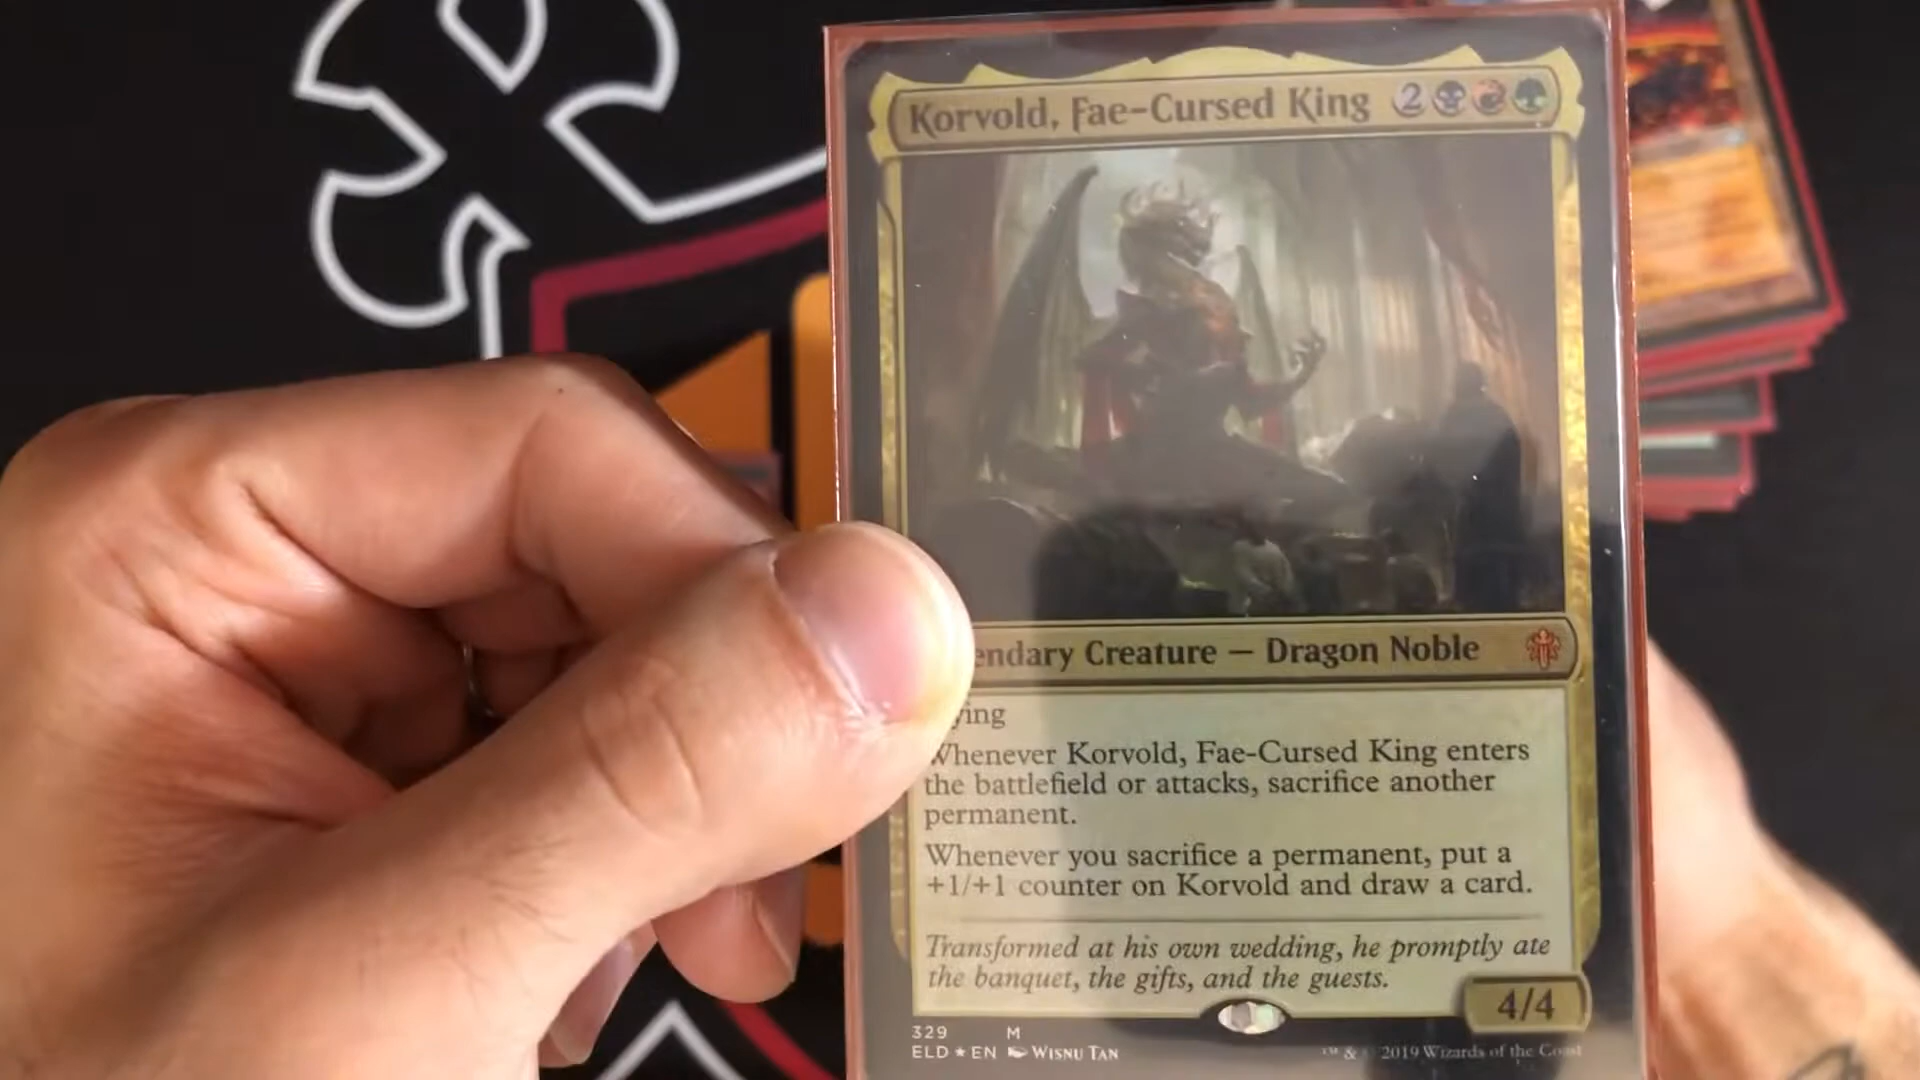 Korvold, Fae-Cursed King 2
endary Creature — Dragon Noble
ying
Whenever Korvold, Fae-Cursed King enters
the battlefield or attacks, sacrifice another
permanent.
Whenever you sacrifice a permanent, put a
+1/+1 counter on Korvold and draw a card.
Transformed at his own wedding, he promptly ate
the banquet, the gifts, and the guests.
4/4
329 M
ELD ★ EN Wisnu Tan
™ & © 2019 Wizards of the Coast